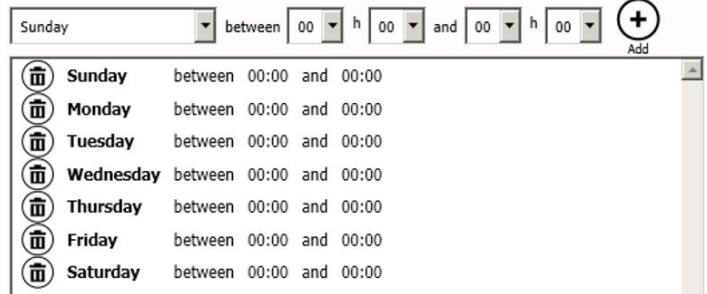 Sunday between 00 h 00 and 00 h 00
Add
Sunday between 00:00 and 00:00
Monday between 00:00 and 00:00
Tuesday between 00:00 and 00:00
Wednesday between 00:00 and 00:00
Thursday between 00:00 and 00:00
Friday between 00:00 and 00:00
Saturday between 00:00 and 00:00